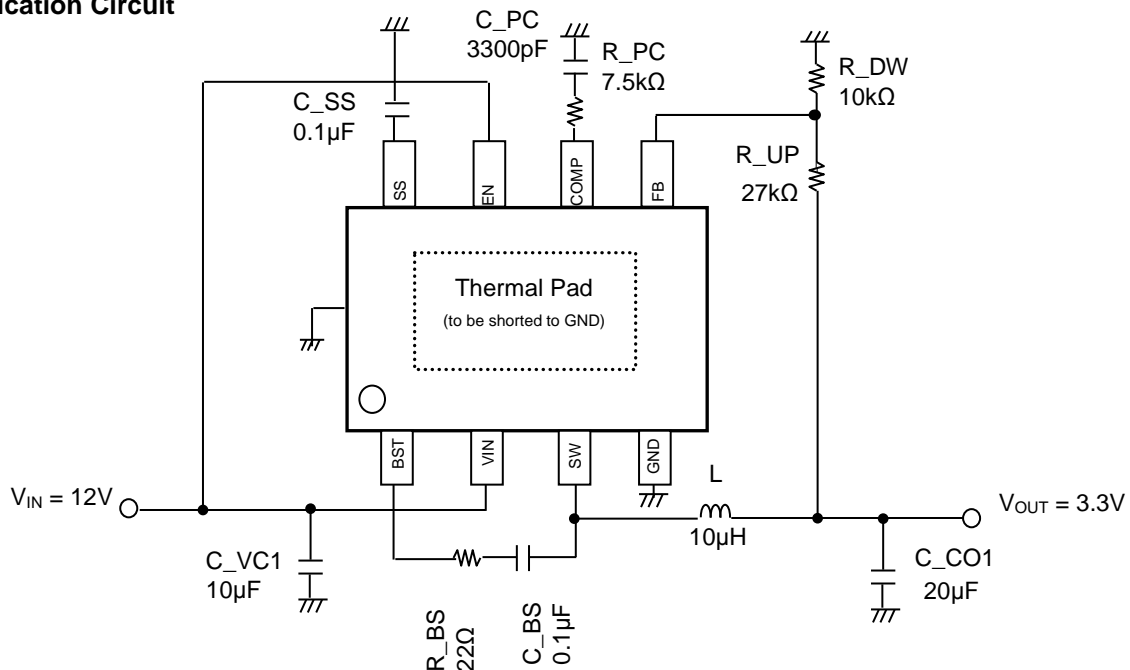 ication Circuit
C_PC
3300pF
R_PC
7.5kΩ
R_DW
10kΩ
C_SS
0.1µF
R_UP
27kΩ
SS
EN
COMP
FB
Thermal Pad
(to be shorted to GND)
BST
VIN
SW
GND
L
10µH
VIN = 12V
VOUT = 3.3V
C_VC1
10µF
C_CO1
20µF
R_BS
22Ω
C_BS
0.1µF